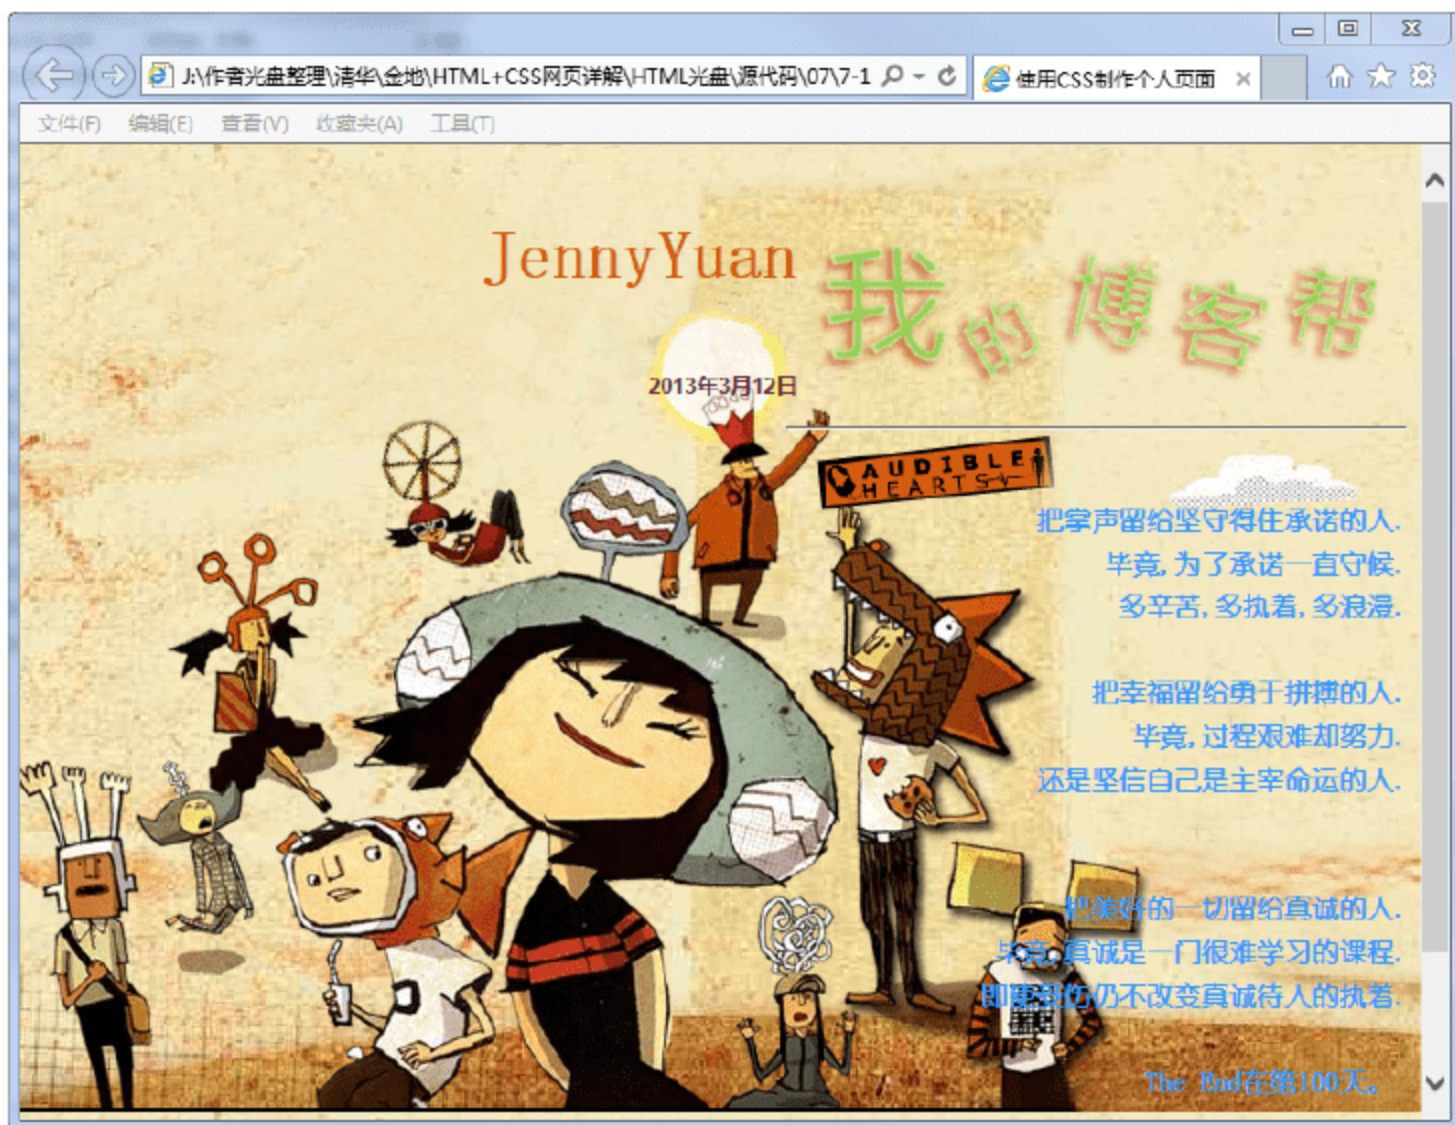 J:\作者光盘整理\清华\金地\HTML+CSS网页详解\HTML光盘\源代码\07\7-1
使用CSS制作个人页面
文件(F) 编辑(E) 查看(V) 收藏夹(A) 工具(T)
JennyYuan
我的博客帮
2013年3月12日
AUDIBLE
HEARTS
把掌声留给坚守得住承诺的人.
毕竟,为了承诺一直守候.
多辛苦,多执着,多浪漫.
把幸福留给勇于拼搏的人.
毕竟,过程艰难却努力.
还是坚信自己是主宰命运的人.
把美好的一切留给真诚的人.
毕竟,真诚是一门很难学习的课程.
即使受伤仍不改变真诚待人的执着.
The End在第100天。